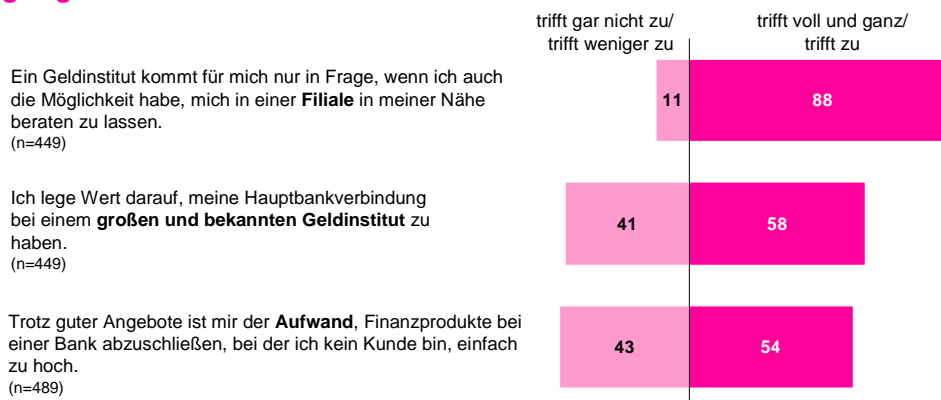 trifft gar nicht zu/
trifft weniger zu
trifft voll und ganz/
trifft zu
Ein Geldinstitut kommt für mich nur in Frage, wenn ich auch
die Möglichkeit habe, mich in einer Filiale in meiner Nähe
beraten zu lassen.
(n=449)
11
88
Ich lege Wert darauf, meine Hauptbankverbindung
bei einem großen und bekannten Geldinstitut zu
haben.
(n=449)
41
58
Trotz guter Angebote ist mir der Aufwand, Finanzprodukte bei
einer Bank abzuschließen, bei der ich kein Kunde bin, einfach
zu hoch.
(n=489)
43
54